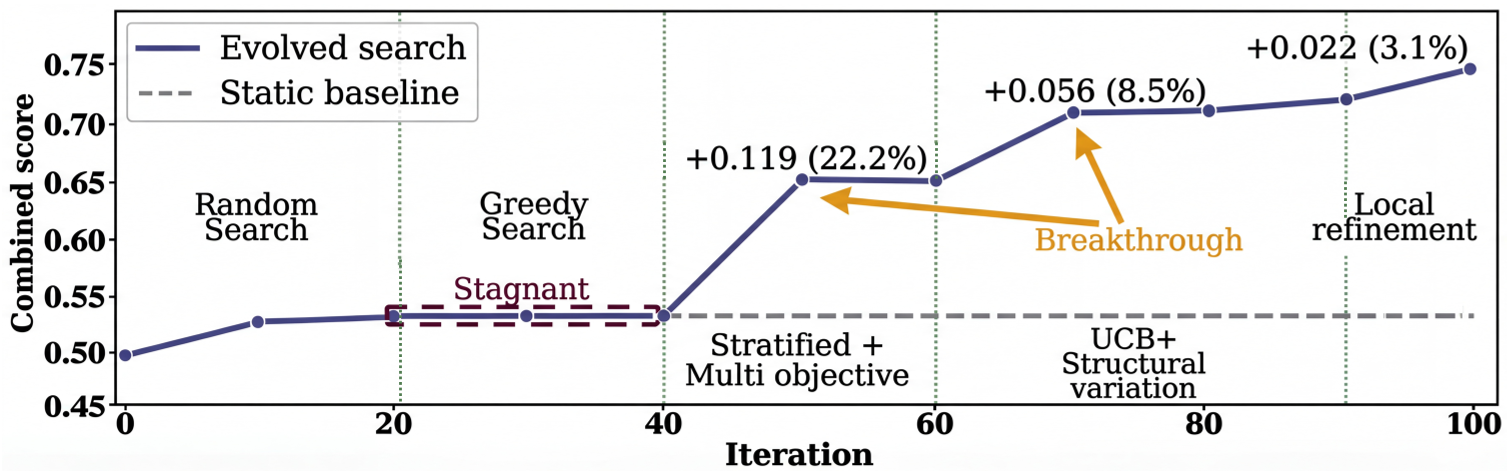 Evolved search
Static baseline
Combined score
0.75
0.70
0.65
0.60
0.55
0.50
0.45
Random
Search
Greedy
Search
Stagnant
+0.119 (22.2%)
Stratified +
Multi objective
+0.056 (8.5%)
Breakthrough
UCB+
Structural
variation
+0.022 (3.1%)
Local
refinement
0
20
40
60
80
100
Iteration